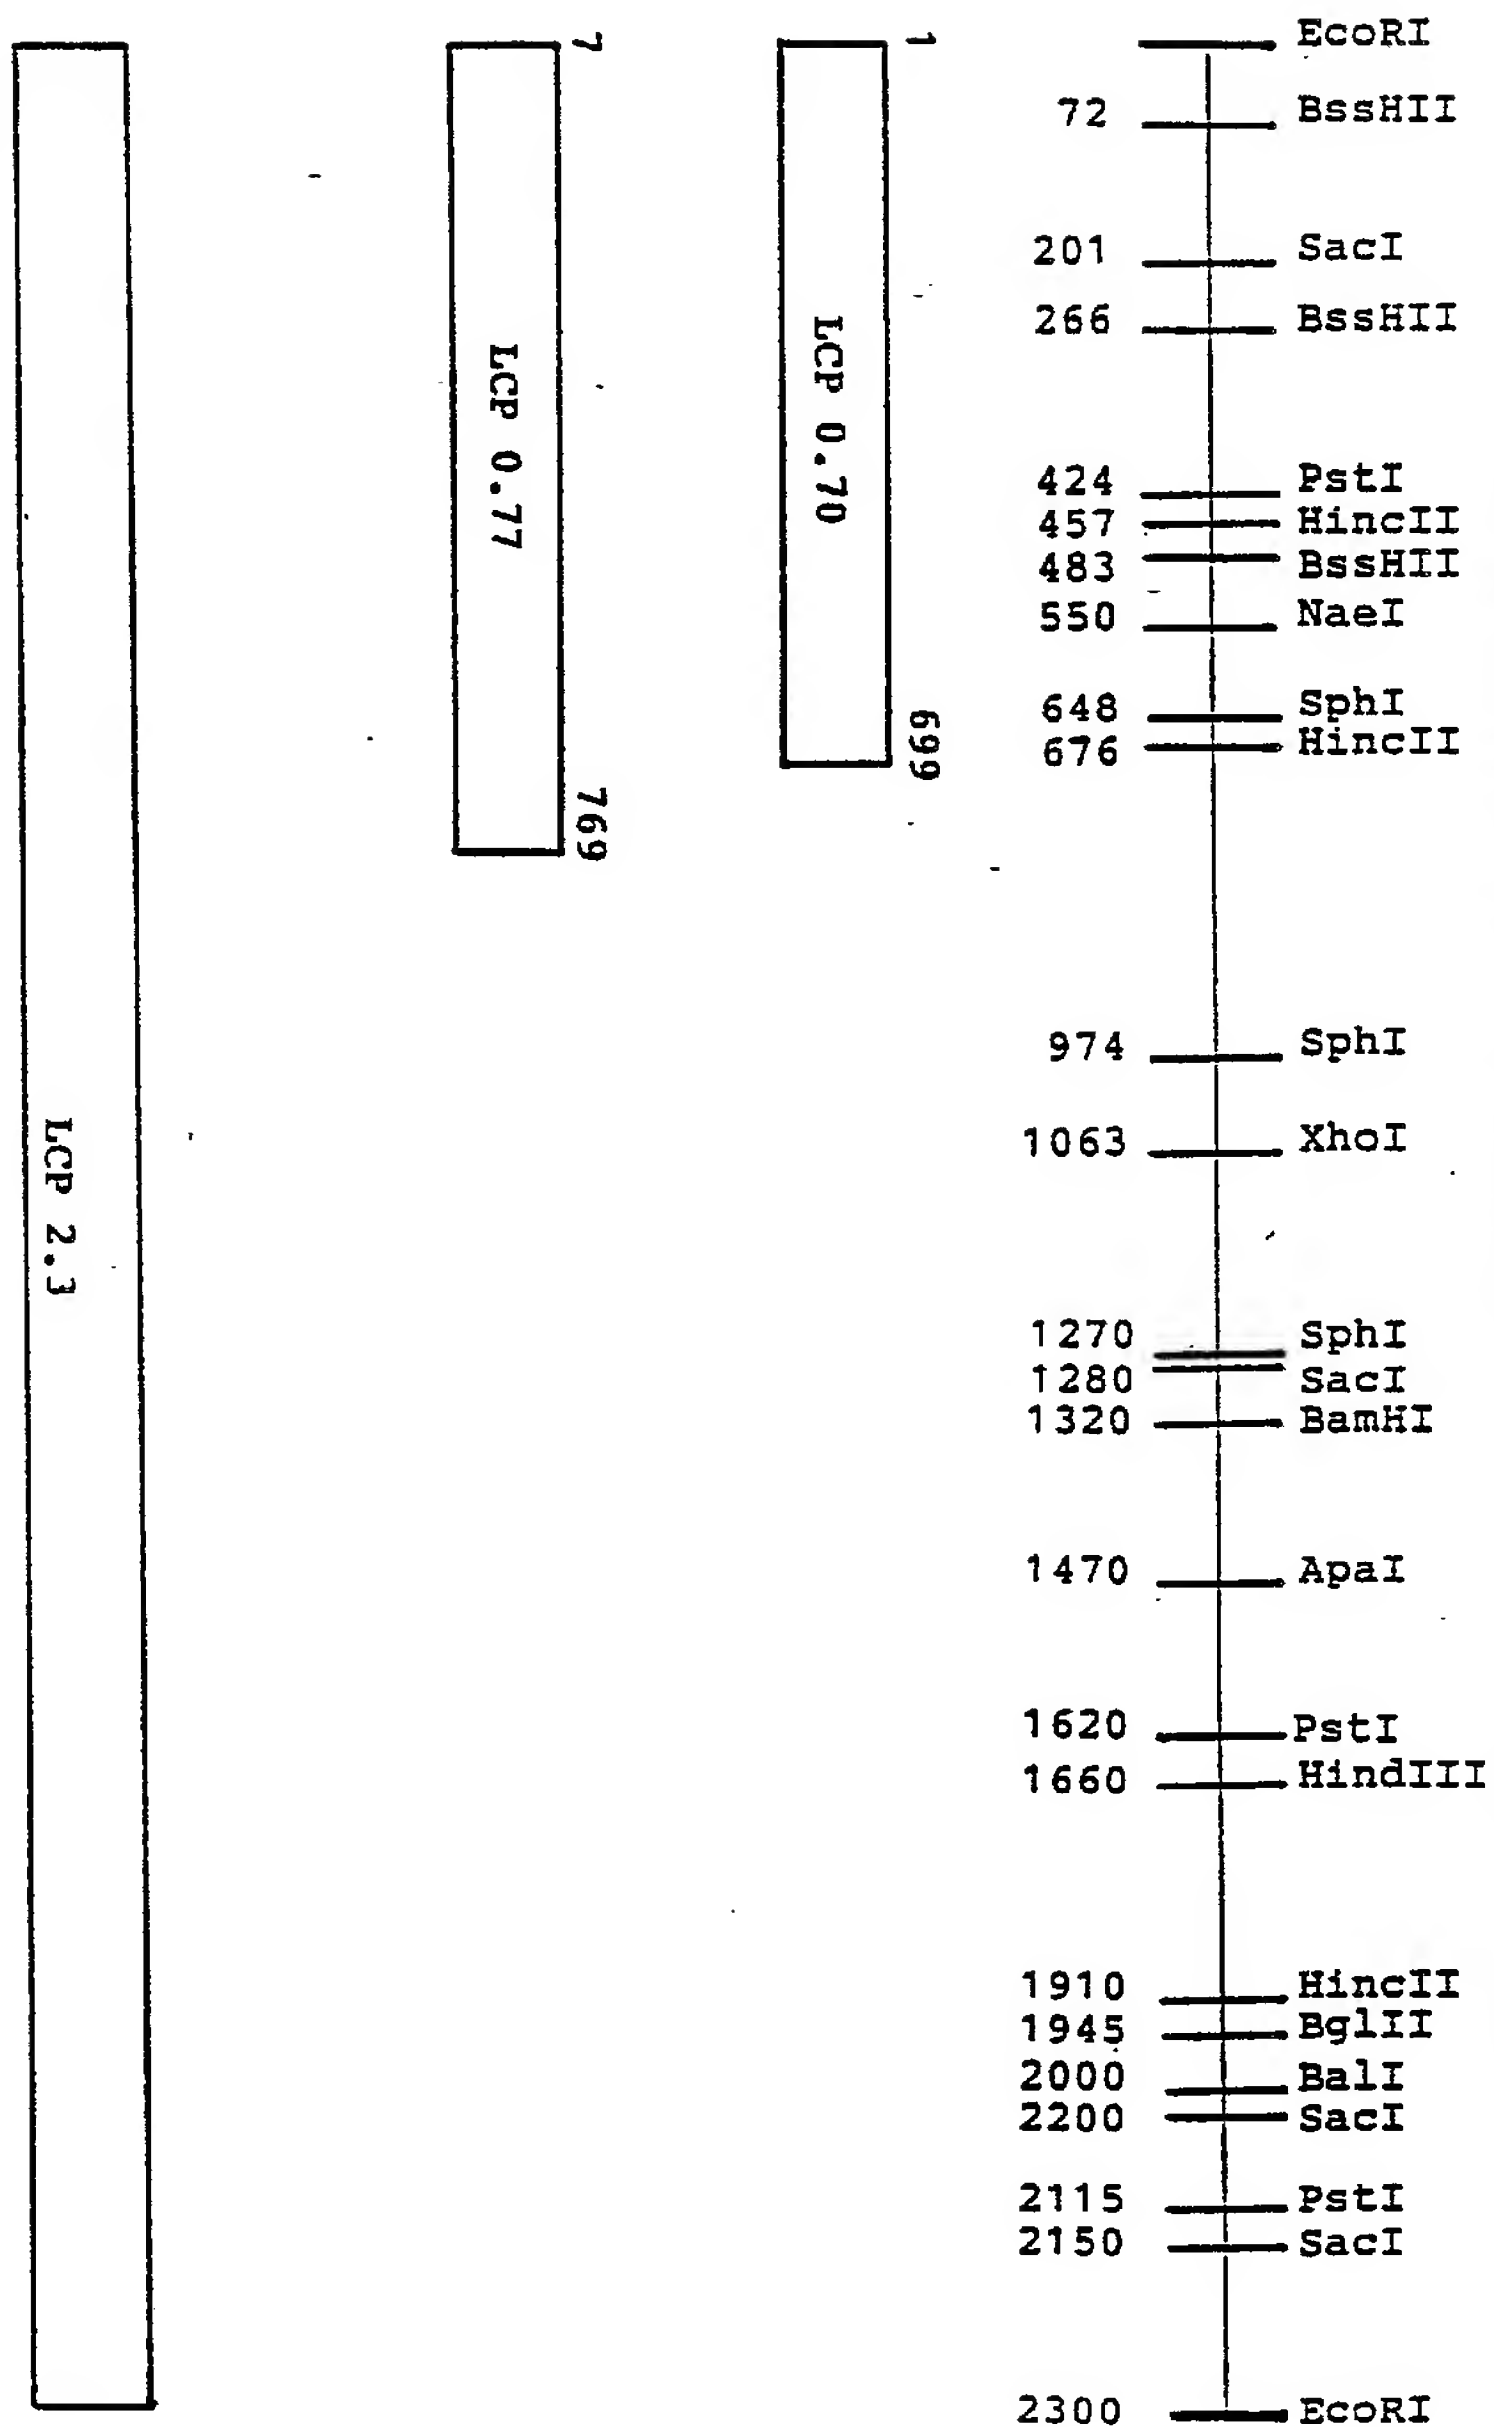 EcoRI
72 BssHII
201 SacI
266 BssHII
424 PstI
457 HincII
483 BssHII
550 NaeI
648 SphI
676 HincII
974 SphI
1063 XhoI
1270 SphI
1280 SacI
1320 BamHI
1470 ApaI
1620 PstI
1660 HindIII
1910 HincII
1945 BglII
2000 BalI
2200 SacI
2115 PstI
2150 SacI
2300 EcoRI
1
LCP 0.70
699
7
LCP 0.77
769
LCP 2.3